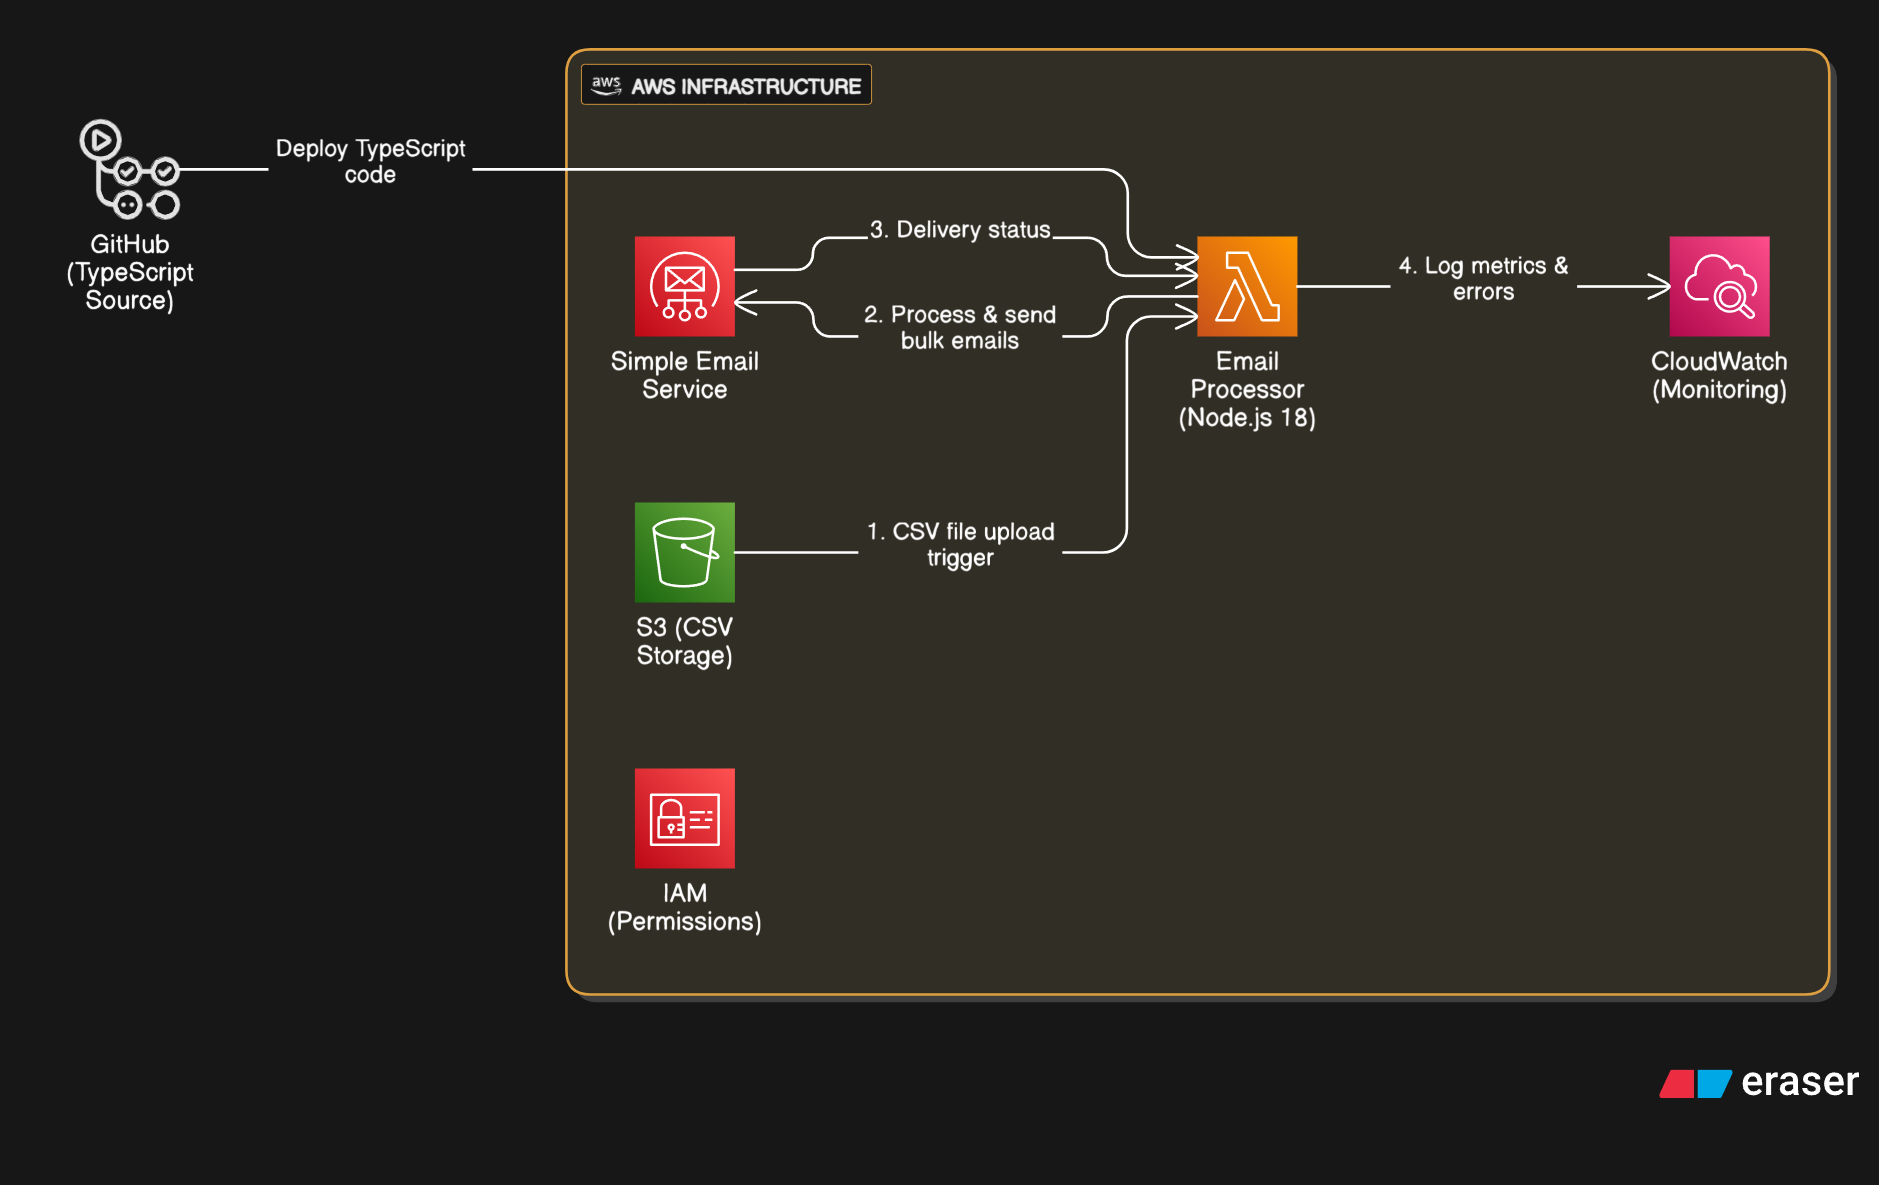 aws AWS INFRASTRUCTURE
Deploy TypeScript
code
GitHub
(TypeScript
Source)
3. Delivery status
2. Process & send
bulk emails
4. Log metrics &
errors
Simple Email
Service
Email
Processor
(Node.js 18)
CloudWatch
(Monitoring)
1. CSV file upload
trigger
S3 (CSV
Storage)
IAM
(Permissions)
eraser